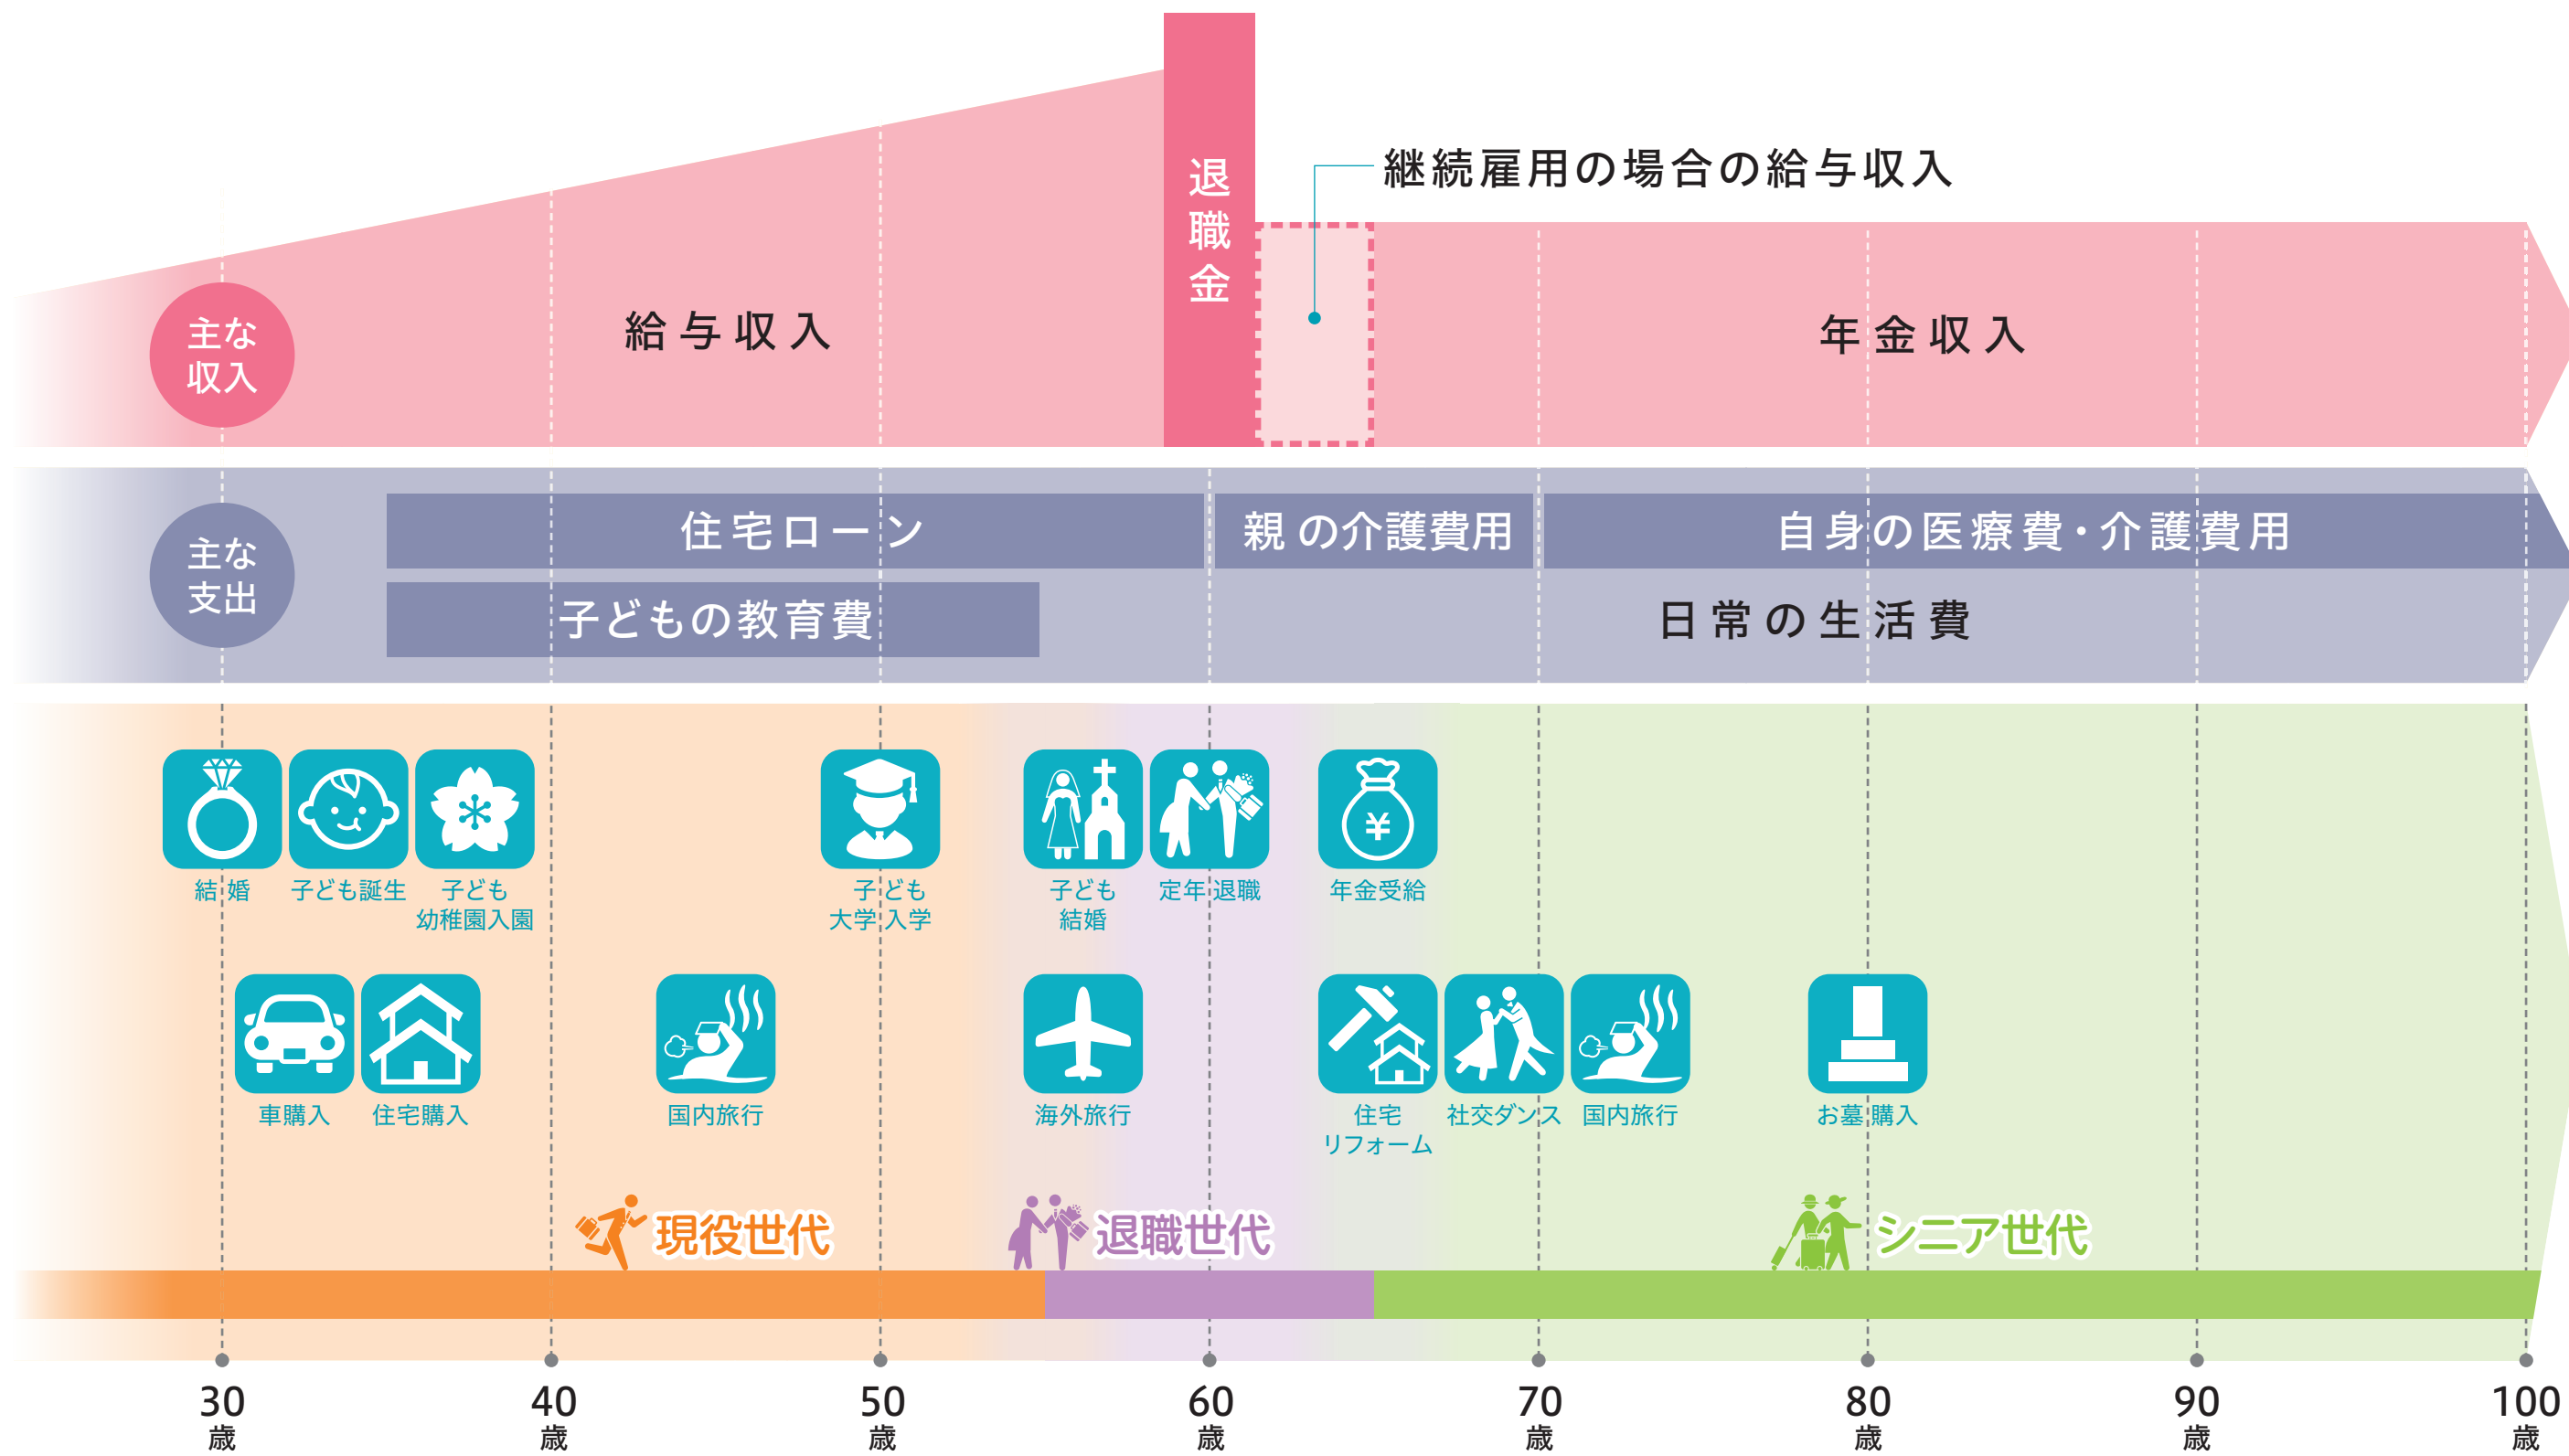 退職金
継続雇用の場合の給与収入
主な
収入
給与収入
年金収入
主な
支出
住宅ローン
親の介護費用
自身の医療費・介護費用
子どもの教育費
日常の生活費
¥
結婚
子ども誕生
子ども
幼稚園入園
子ども
大学入学
子ども
結婚
定年退職
年金受給
車購入
住宅購入
国内旅行
海外旅行
住宅
リフォーム
社交ダンス
国内旅行
お墓購入
現役世代
退職世代
シニア世代
30
歳
40
歳
50
歳
60
歳
70
歳
80
歳
90
歳
100
歳